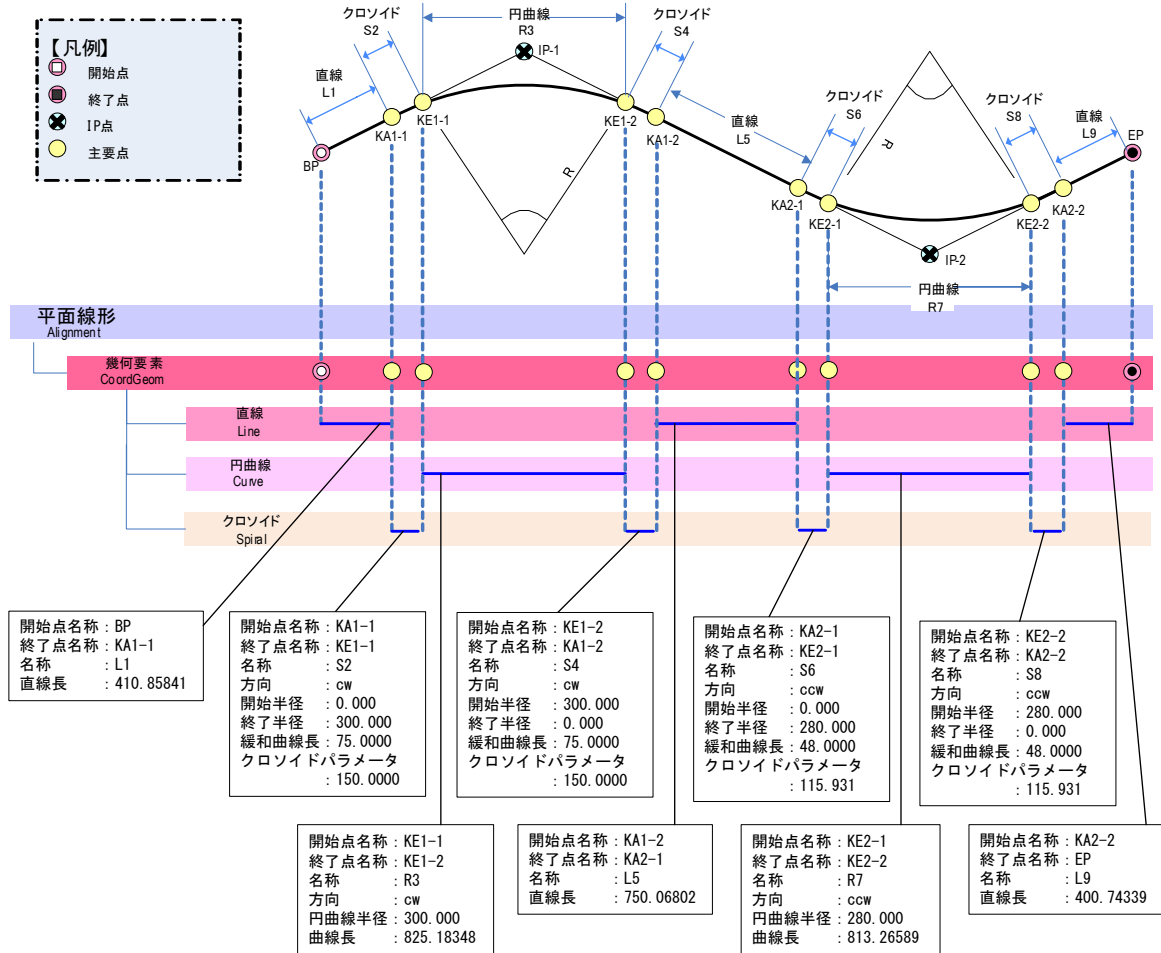 【凡例】
開始点
終了点
IP点
主要点
クロソイド
S2
円曲線
R3
クロソイド
S4
直線
L1
IP-1
直線
L5
クロソイド
S6
クロソイド
S8
直線
L9
EP
BP
KA1-1
KE1-1
KE1-2
KA1-2
R
R
KA2-1
KE2-1
KE2-2
KA2-2
IP-2
円曲線
R7
平面線形
Alignment
幾何要素
CoordGeom
直線
Line
円曲線
Curve
クロソイド
Spiral
開始点名称：BP
終了点名称：KA1-1
名称　　　：L1
直線長　　：410.85841
開始点名称：KA1-1
終了点名称：KE1-1
名称　　　：S2
方向　　　：cw
開始半径　：0.000
終了半径　：300.000
緩和曲線長：75.0000
クロソイドパラメータ
：150.0000
開始点名称：KE1-2
終了点名称：KA1-2
名称　　　：S4
方向　　　：cw
開始半径　：300.000
終了半径　：0.000
緩和曲線長：75.0000
クロソイドパラメータ
：150.0000
開始点名称：KA2-1
終了点名称：KE2-1
名称　　　：S6
方向　　　：ccw
開始半径　：0.000
終了半径　：280.000
緩和曲線長：48.0000
クロソイドパラメータ
：115.931
開始点名称：KE2-2
終了点名称：KA2-2
名称　　　：S8
方向　　　：ccw
開始半径　：280.000
終了半径　：0.000
緩和曲線長：48.0000
クロソイドパラメータ
：115.931
開始点名称：KE1-1
終了点名称：KE1-2
名称　　　：R3
方向　　　：cw
円曲線半径：300.000
曲線長　　：825.18348
開始点名称：KA1-2
終了点名称：KA2-1
名称　　　：L5
直線長　　：750.06802
開始点名称：KE2-1
終了点名称：KE2-2
名称　　　：R7
方向　　　：ccw
円曲線半径：280.000
曲線長　　：813.26589
開始点名称：KA2-2
終了点名称：EP
名称　　　：L9
直線長　　：400.74339